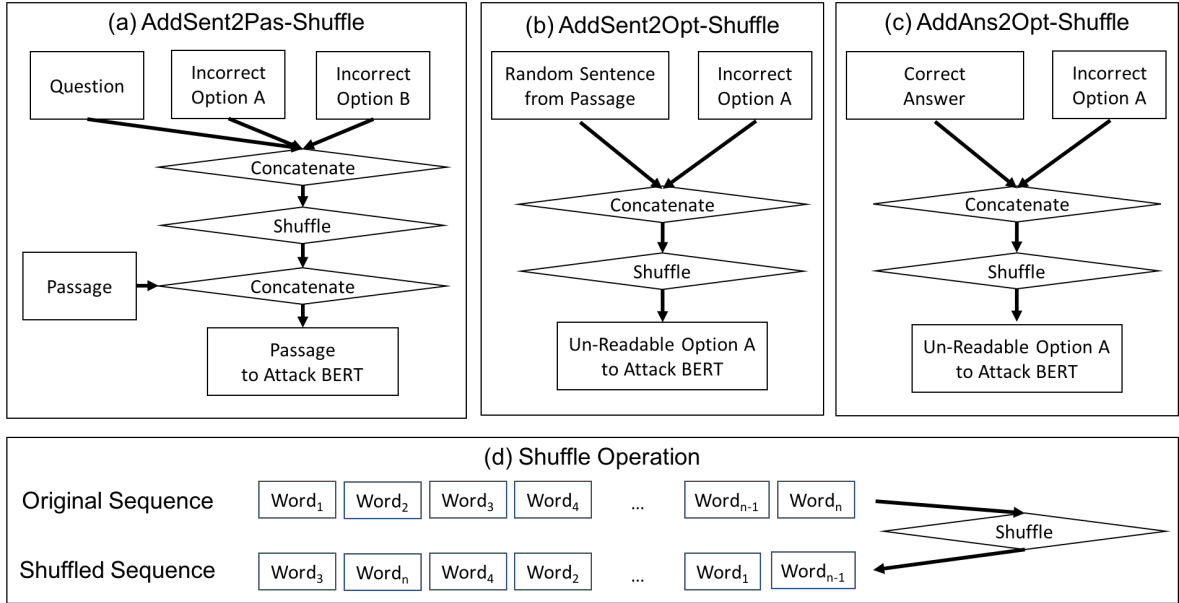 (a) AddSent2Pas-Shuffle
Question
Incorrect
Option A
Incorrect
Option B
Concatenate
Shuffle
Passage
Concatenate
Passage
to Attack BERT
(b) AddSent2Opt-Shuffle
Random Sentence
from Passage
Incorrect
Option A
Concatenate
Shuffle
Un-Readable Option A
to Attack BERT
(c) AddAns2Opt-Shuffle
Correct
Answer
Incorrect
Option A
Concatenate
Shuffle
Un-Readable Option A
to Attack BERT
(d) Shuffle Operation
Original Sequence Word1 Word2 Word3 Word4 ... Wordn-1 Wordn
Shuffle
Shuffled Sequence Word3 Wordn Word4 Word2 ... Word1 Wordn-1